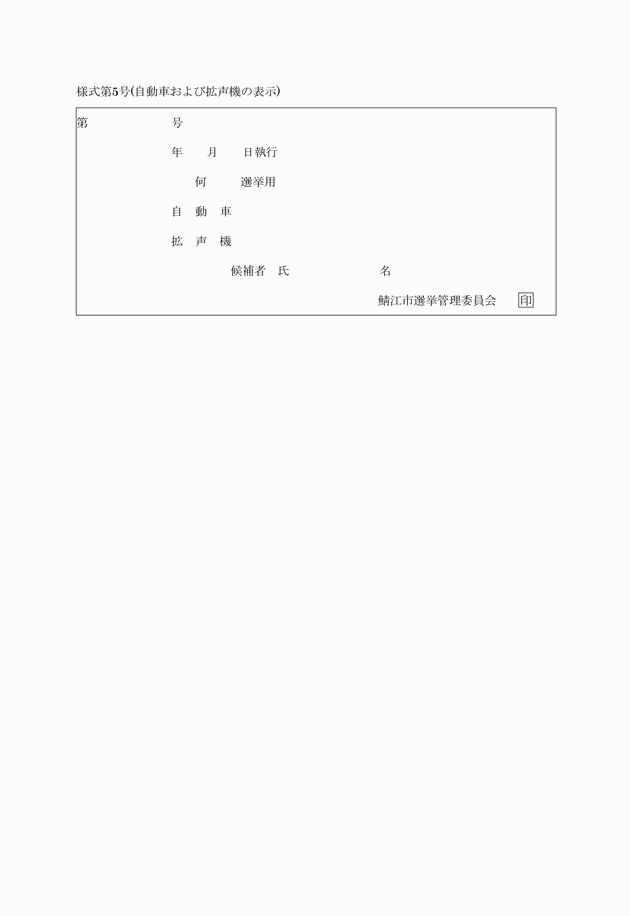 様式第5号(自動車および拡声機の表示)
第　　　　　　　号
年　　月　　日執行
何　　　選挙用
自　動　車
拡　声　機
候補者　氏　　　　　　　　名
鯖江市選挙管理委員会　　印